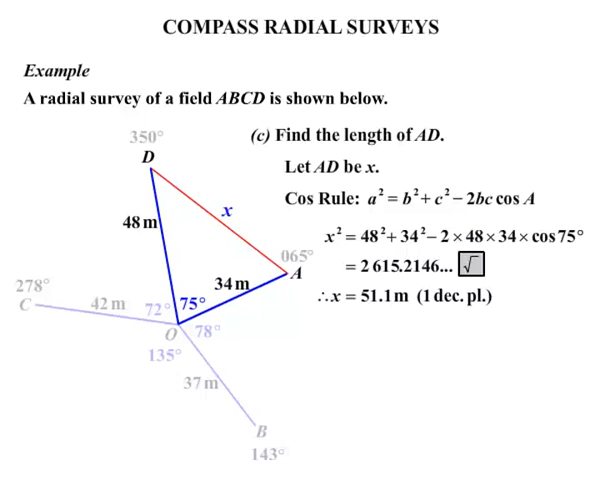 COMPASS RADIAL SURVEYS
Example
A radial survey of a field ABCD is shown below.
350°
D
(c) Find the length of AD.
Let AD be x.
Cos Rule: a² = b² + c² − 2bc cos A
x
48 m
x² = 48² + 34² − 2 × 48 × 34 × cos 75°
065°
A
= 2 615.2146... √
34 m
278°
C
42 m
72°
75°
∴ x = 51.1 m (1 dec. pl.)
O
78°
135°
37 m
B
143°